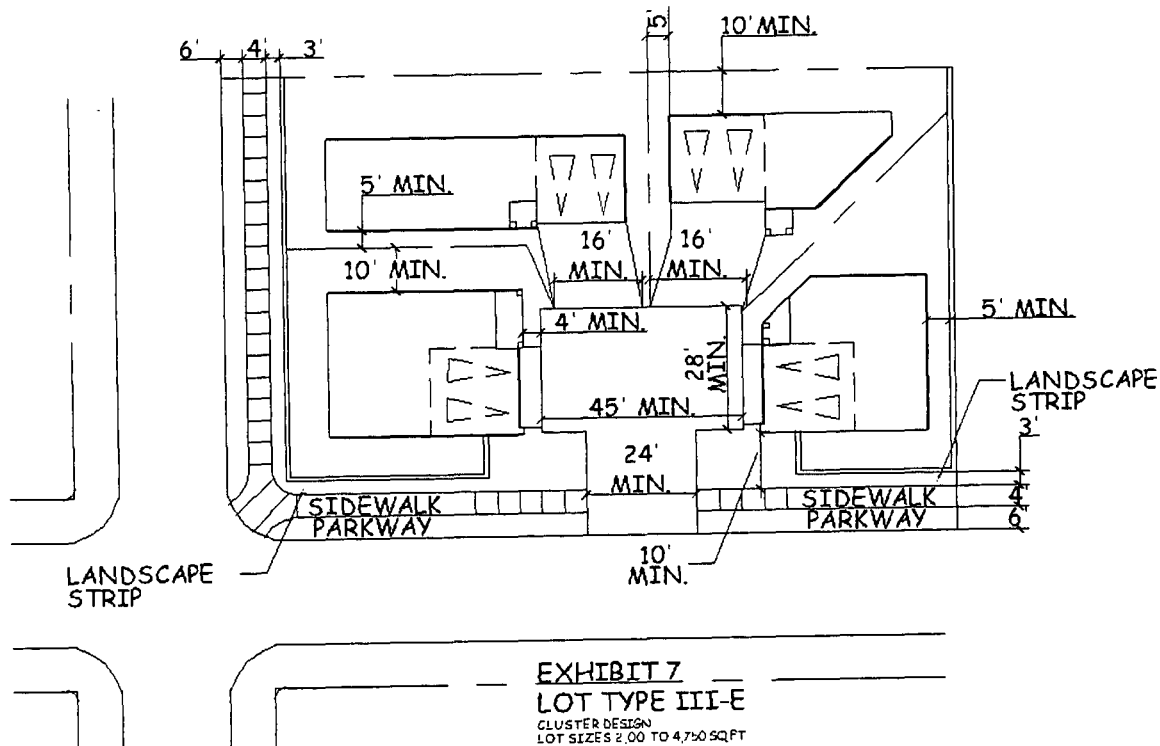 5'
10' MIN.
6' 4' 3'
5' MIN.
16' MIN.
16' MIN.
10' MIN.
4' MIN.
28' MIN.
5' MIN.
45' MIN.
LANDSCAPE
STRIP
24'
MIN.
3'
SIDEWALK
SIDEWALK
4'
PARKWAY
PARKWAY
6'
10'
MIN.
LANDSCAPE
STRIP
EXHIBIT 7
LOT TYPE III-E
CLUSTER DESIGN
LOT SIZES 2,00 TO 4,750 SQFT